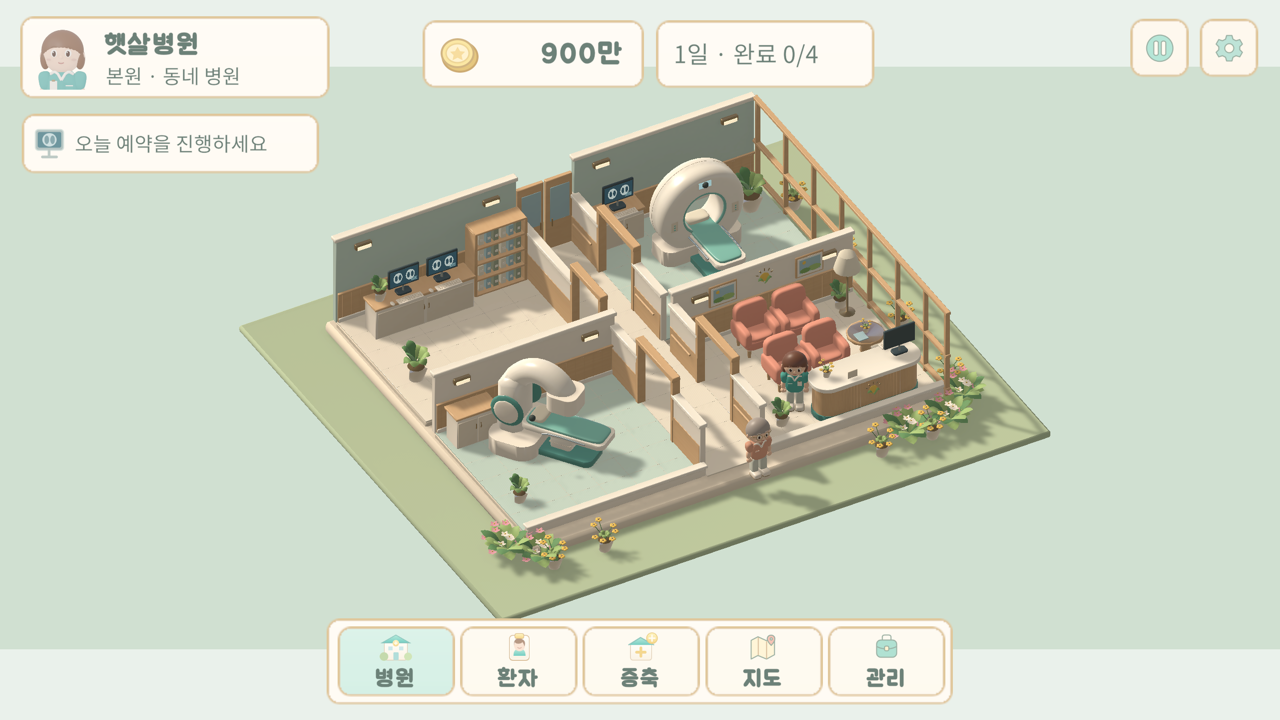 햇살병원
본원 · 동네 병원
900만
1일 · 완료 0/4
오늘 예약을 진행하세요
병원
환자
증축
지도
관리